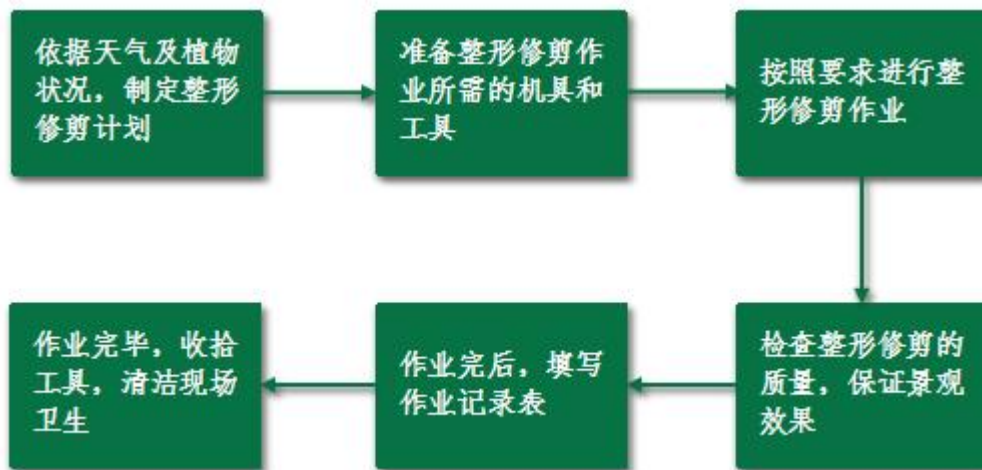 依据天气及植物
状况，制定整形
修剪计划
准备整形修剪作
业所需的机具和
工具
按照要求进行整
形修剪作业
检查整形修剪的
质量，保证景观
效果
作业完后，填写
作业记录表
作业完毕，收拾
工具，清洁现场
卫生